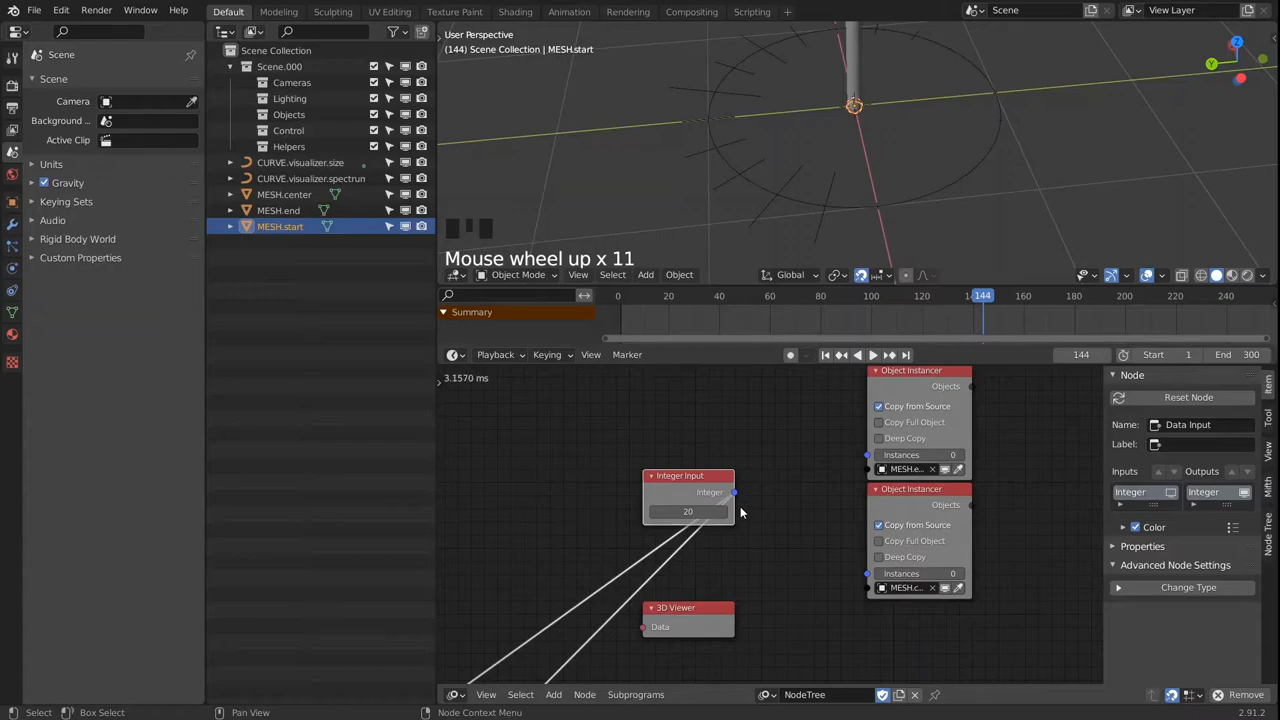 File Edit Render Window Help
Default Modeling Sculpting UV Editing Texture Paint Shading Animation Rendering Compositing Scripting
Scene
View Layer
Scene
Scene
Camera
Background ...
Active Clip
Units
Gravity
Keying Sets
Audio
Rigid Body World
Custom Properties
Scene Collection
Scene.000
Cameras
Lighting
Objects
Control
Helpers
CURVE.visualizer.size
CURVE.visualizer.spectrun
MESH.center
MESH.end
MESH.start
User Perspective
(144) Scene Collection | MESH.start
Z
Y
Mouse wheel up x 11
Object Mode View Select Add Object Global
0 20 40 60 80 100 120 144 160 180 200 220 240
Summary
Playback Keying View Marker 144 Start 1 End 300
3.1570 ms
Integer Input
Integer
20
3D Viewer
Data
Object Instancer
Objects
Copy from Source
Copy Full Object
Deep Copy
Instances 0
MESH.e...
Object Instancer
Objects
Copy from Source
Copy Full Object
Deep Copy
Instances 0
MESH.c...
Node
Reset Node
Name: Data Input
Label:
Inputs Outputs
Integer Integer
Color
Properties
Advanced Node Settings
Change Type
Item
Tool
View
Mifth
Node Tree
View Select Add Node Subprograms NodeTree Remove
Select Box Select Pan View Node Context Menu 2.91.2